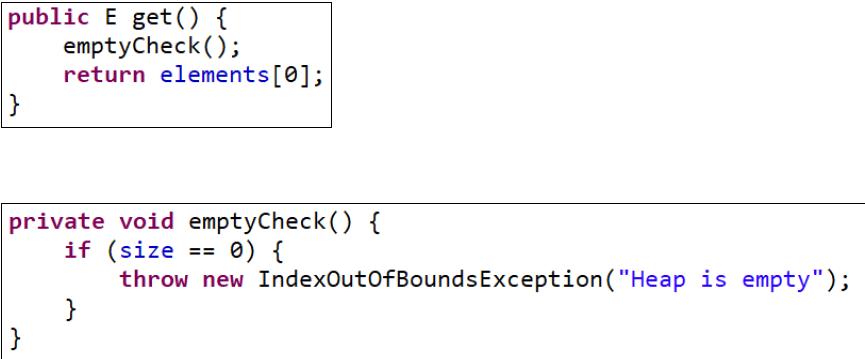 public E get() {
    emptyCheck();
    return elements[0];
}
private void emptyCheck() {
    if (size == 0) {
        throw new IndexOutOfBoundsException("Heap is empty");
    }
}